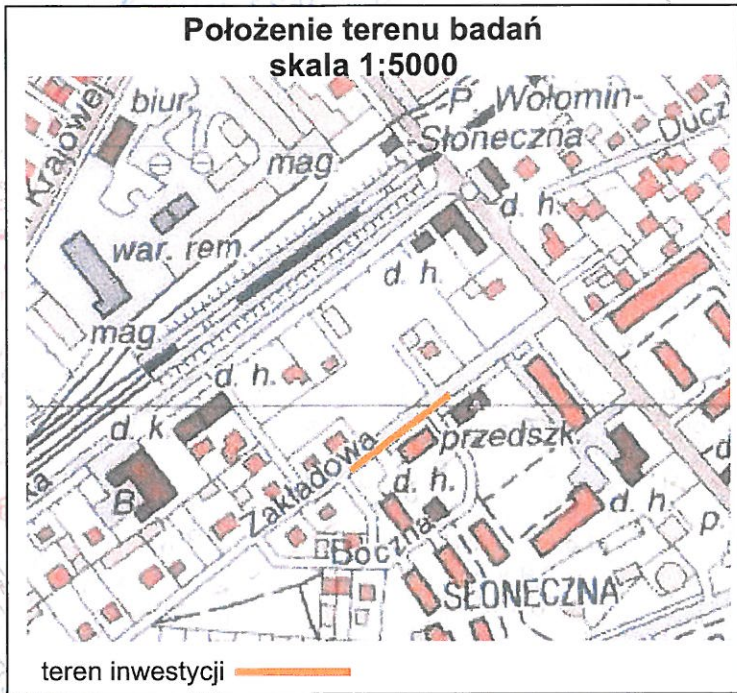 Położenie terenu badań
skala 1:5000
Krajowej
biur.
P. Wołomin-
Słoneczna
mag.
d. h.
war. rem.
d. h.
mag.
d. h.
d. k.
B
Zakładowa
przedszk.
d. h.
d. h.
p.
Boczna
SŁONECZNA
teren inwestycji